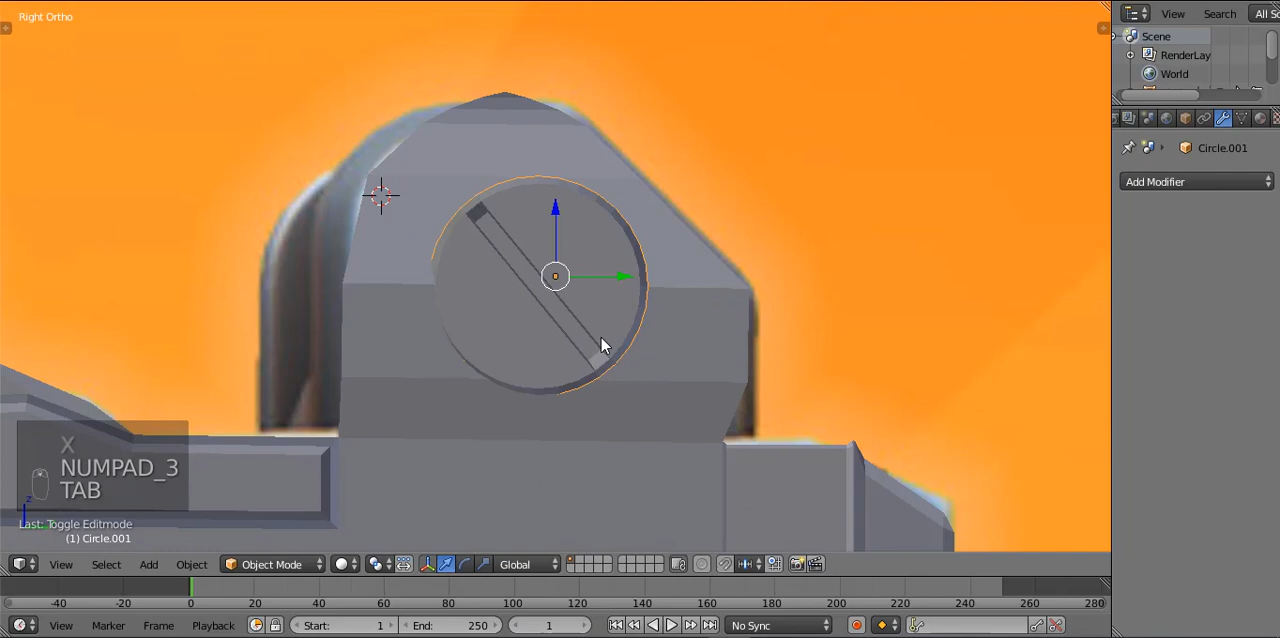 Right Ortho
View Search All Sc
Scene
RenderLay
World
Circle.001
Add Modifier
X
NUMPAD_3
TAB
Last: Toggle Editmode
(1) Circle.001
z
View Select Add Object Object Mode Global
-40 -20 0 20 40 60 80 100 120 140 160 180 200 220 240 260 280
View Marker Frame Playback Start: 1 End: 250 1 No Sync